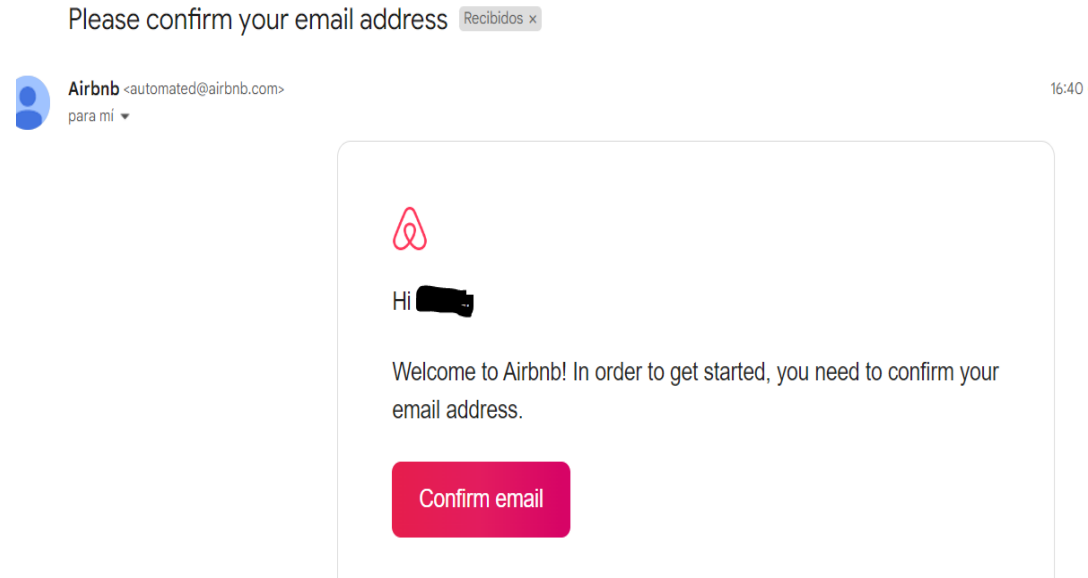 Please confirm your email address Recibidos ×
Airbnb <automated@airbnb.com> 16:40
para mí
Hi
Welcome to Airbnb! In order to get started, you need to confirm your
email address.
Confirm email